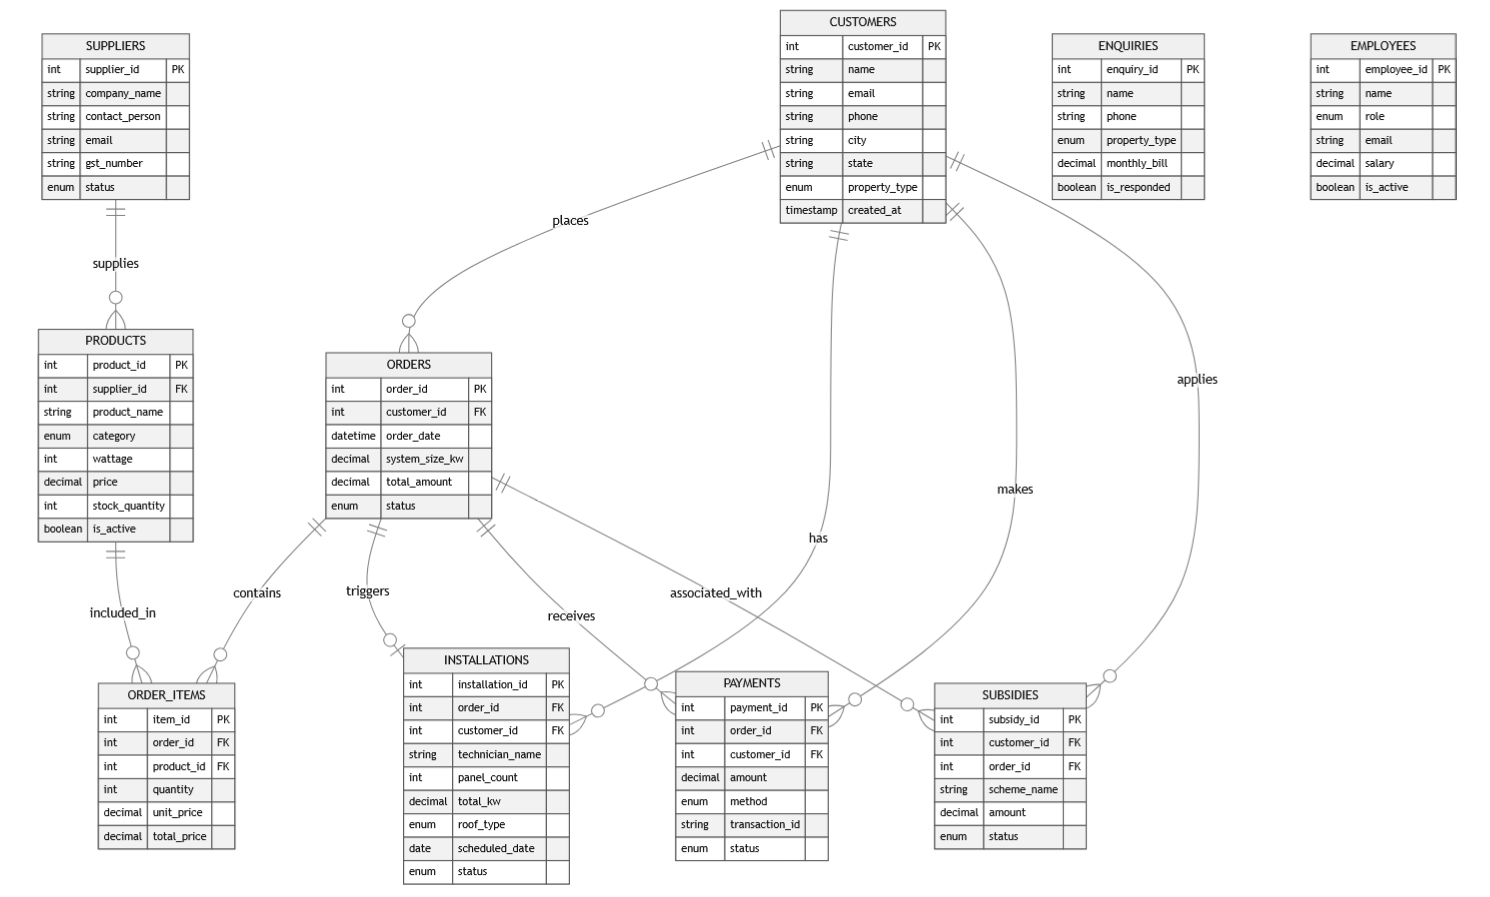 SUPPLIERS
int supplier_id PK
string company_name
string contact_person
string email
string gst_number
enum status
CUSTOMERS
int customer_id PK
string name
string email
string phone
string city
string state
enum property_type
timestamp created_at
ENQUIRIES
int enquiry_id PK
string name
string phone
enum property_type
decimal monthly_bill
boolean is_responded
EMPLOYEES
int employee_id PK
string name
enum role
string email
decimal salary
boolean is_active
places
supplies
PRODUCTS
int product_id PK
int supplier_id FK
string product_name
enum category
int wattage
decimal price
int stock_quantity
boolean is_active
ORDERS
int order_id PK
int customer_id FK
datetime order_date
decimal system_size_kw
decimal total_amount
enum status
applies
makes
has
included_in
contains
triggers
receives
associated_with
ORDER_ITEMS
int item_id PK
int order_id FK
int product_id FK
int quantity
decimal unit_price
decimal total_price
INSTALLATIONS
int installation_id PK
int order_id FK
int customer_id FK
string technician_name
int panel_count
decimal total_kw
enum roof_type
date scheduled_date
enum status
PAYMENTS
int payment_id PK
int order_id FK
int customer_id FK
decimal amount
enum method
string transaction_id
enum status
SUBSIDIES
int subsidy_id PK
int customer_id FK
int order_id FK
string scheme_name
decimal amount
enum status